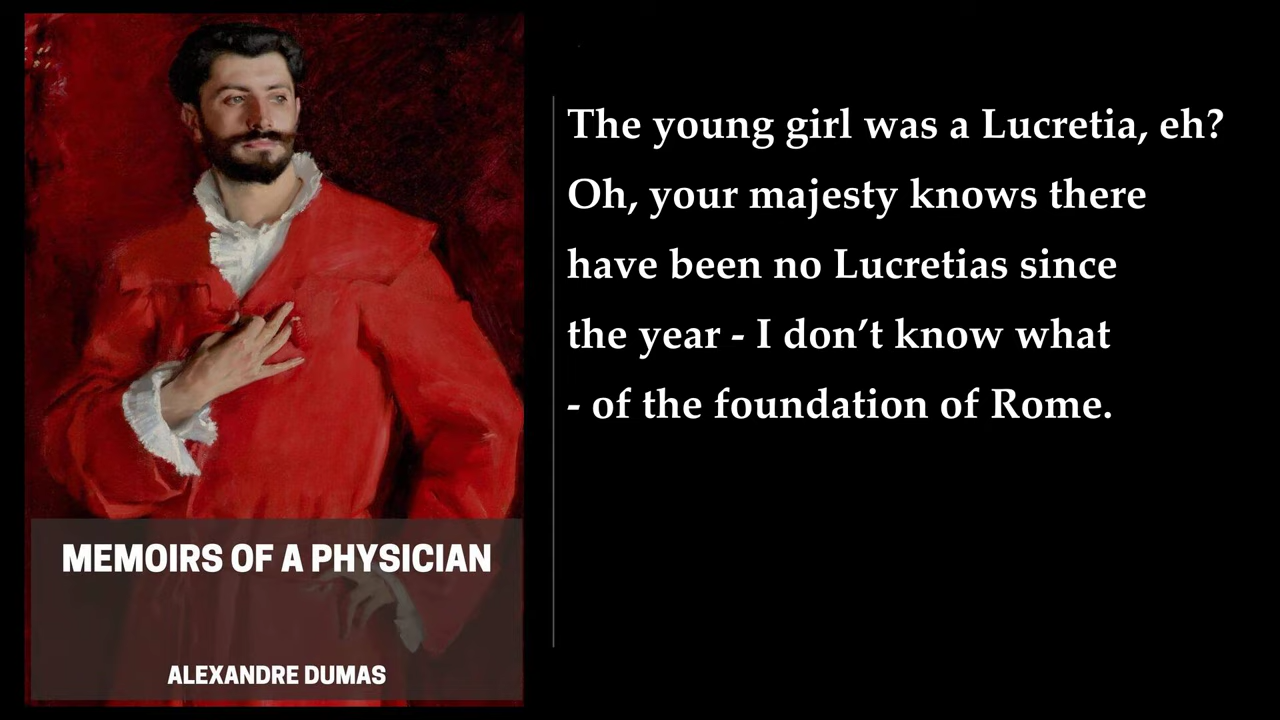 The young girl was a Lucretia, eh?
Oh, your majesty knows there
have been no Lucretias since
the year - I don’t know what
- of the foundation of Rome.
MEMOIRS OF A PHYSICIAN
ALEXANDRE DUMAS